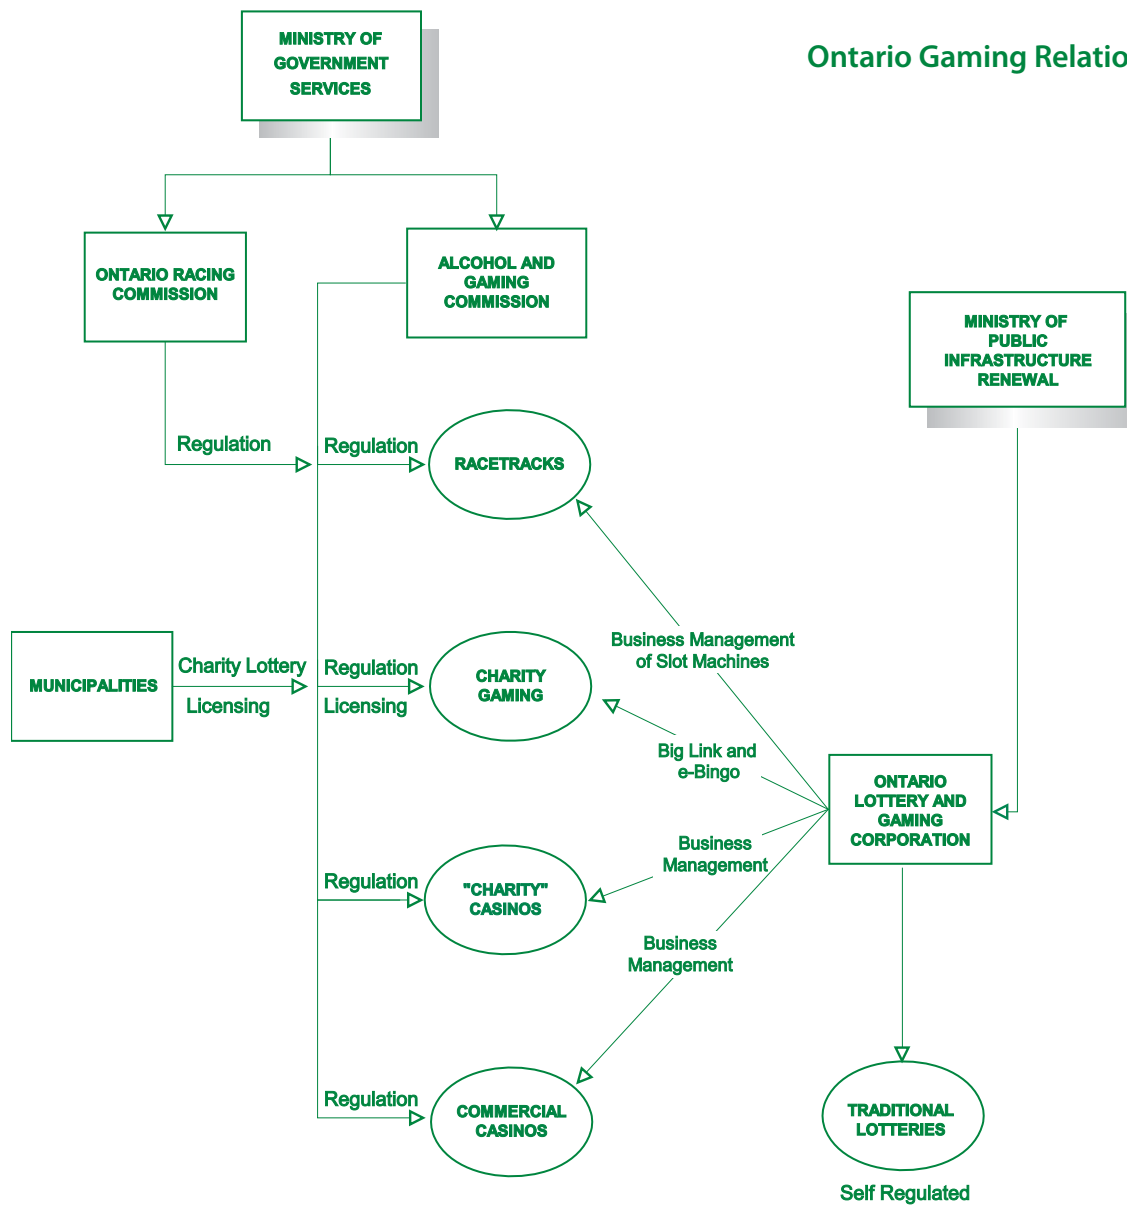 MINISTRY OF
GOVERNMENT
SERVICES
Ontario Gaming Relatio
ONTARIO RACING
COMMISSION
ALCOHOL AND
GAMING
COMMISSION
MINISTRY OF
PUBLIC
INFRASTRUCTURE
RENEWAL
Regulation
Regulation
RACETRACKS
Business Management
of Slot Machines
MUNICIPALITIES
Charity Lottery
Licensing
Regulation
Licensing
CHARITY
GAMING
Big Link and
e-Bingo
ONTARIO
LOTTERY AND
GAMING
CORPORATION
Business
Management
Regulation
"CHARITY"
CASINOS
Business
Management
Regulation
COMMERCIAL
CASINOS
TRADITIONAL
LOTTERIES
Self Regulated